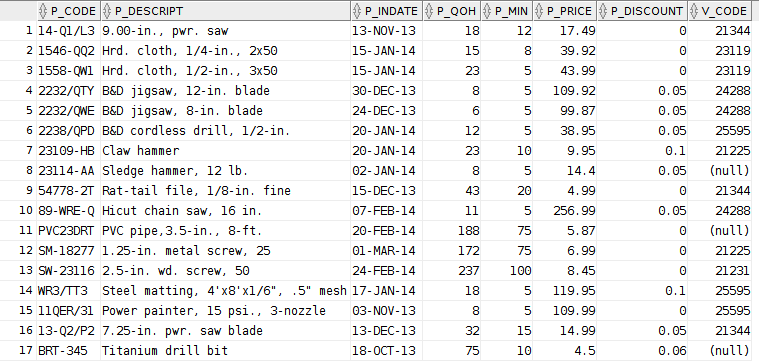 P_CODE P_DESCRIPT P_INDATE P_QOH P_MIN P_PRICE P_DISCOUNT V_CODE
1 14-Q1/L3 9.00-in., pwr. saw 13-NOV-13 18 12 17.49 0 21344
2 1546-QQ2 Hrd. cloth, 1/4-in., 2x50 15-JAN-14 15 8 39.92 0 23119
3 1558-QW1 Hrd. cloth, 1/2-in., 3x50 15-JAN-14 23 5 43.99 0 23119
4 2232/QTY B&D jigsaw, 12-in. blade 30-DEC-13 8 5 109.92 0.05 24288
5 2232/QWE B&D jigsaw, 8-in. blade 24-DEC-13 6 5 99.87 0.05 24288
6 2238/QPD B&D cordless drill, 1/2-in. 20-JAN-14 12 5 38.95 0.05 25595
7 23109-HB Claw hammer 20-JAN-14 23 10 9.95 0.1 21225
8 23114-AA Sledge hammer, 12 lb. 02-JAN-14 8 5 14.4 0.05 (null)
9 54778-2T Rat-tail file, 1/8-in. fine 15-DEC-13 43 20 4.99 0 21344
10 89-WRE-Q Hicut chain saw, 16 in. 07-FEB-14 11 5 256.99 0.05 24288
11 PVC23DRT PVC pipe,3.5-in., 8-ft. 20-FEB-14 188 75 5.87 0 (null)
12 SM-18277 1.25-in. metal screw, 25 01-MAR-14 172 75 6.99 0 21225
13 SW-23116 2.5-in. wd. screw, 50 24-FEB-14 237 100 8.45 0 21231
14 WR3/TT3 Steel matting, 4'x8'x1/6", .5" mesh 17-JAN-14 18 5 119.95 0.1 25595
15 11QER/31 Power painter, 15 psi., 3-nozzle 03-NOV-13 8 5 109.99 0 25595
16 13-Q2/P2 7.25-in. pwr. saw blade 13-DEC-13 32 15 14.99 0.05 21344
17 BRT-345 Titanium drill bit 18-OCT-13 75 10 4.5 0.06 (null)